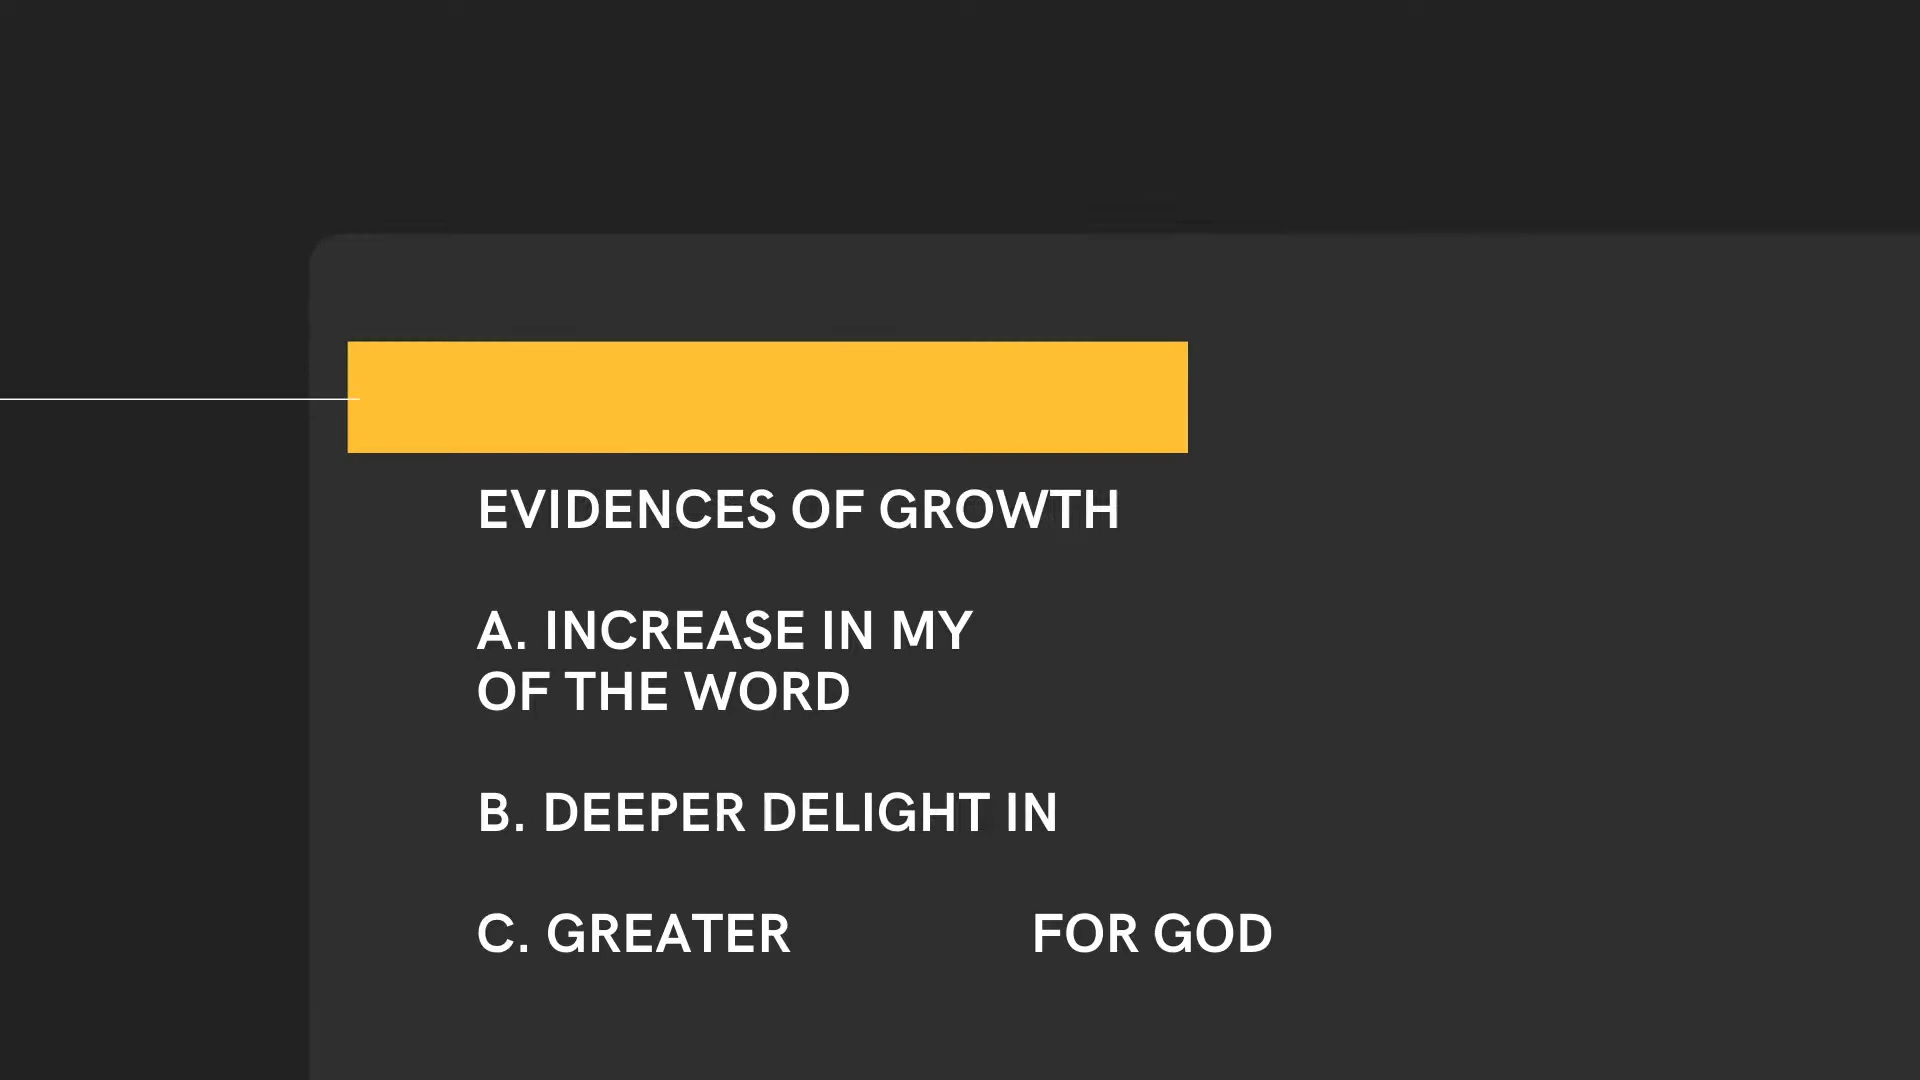 EVIDENCES OF GROWTH
A. INCREASE IN MY
OF THE WORD
B. DEEPER DELIGHT IN
C. GREATER FOR GOD